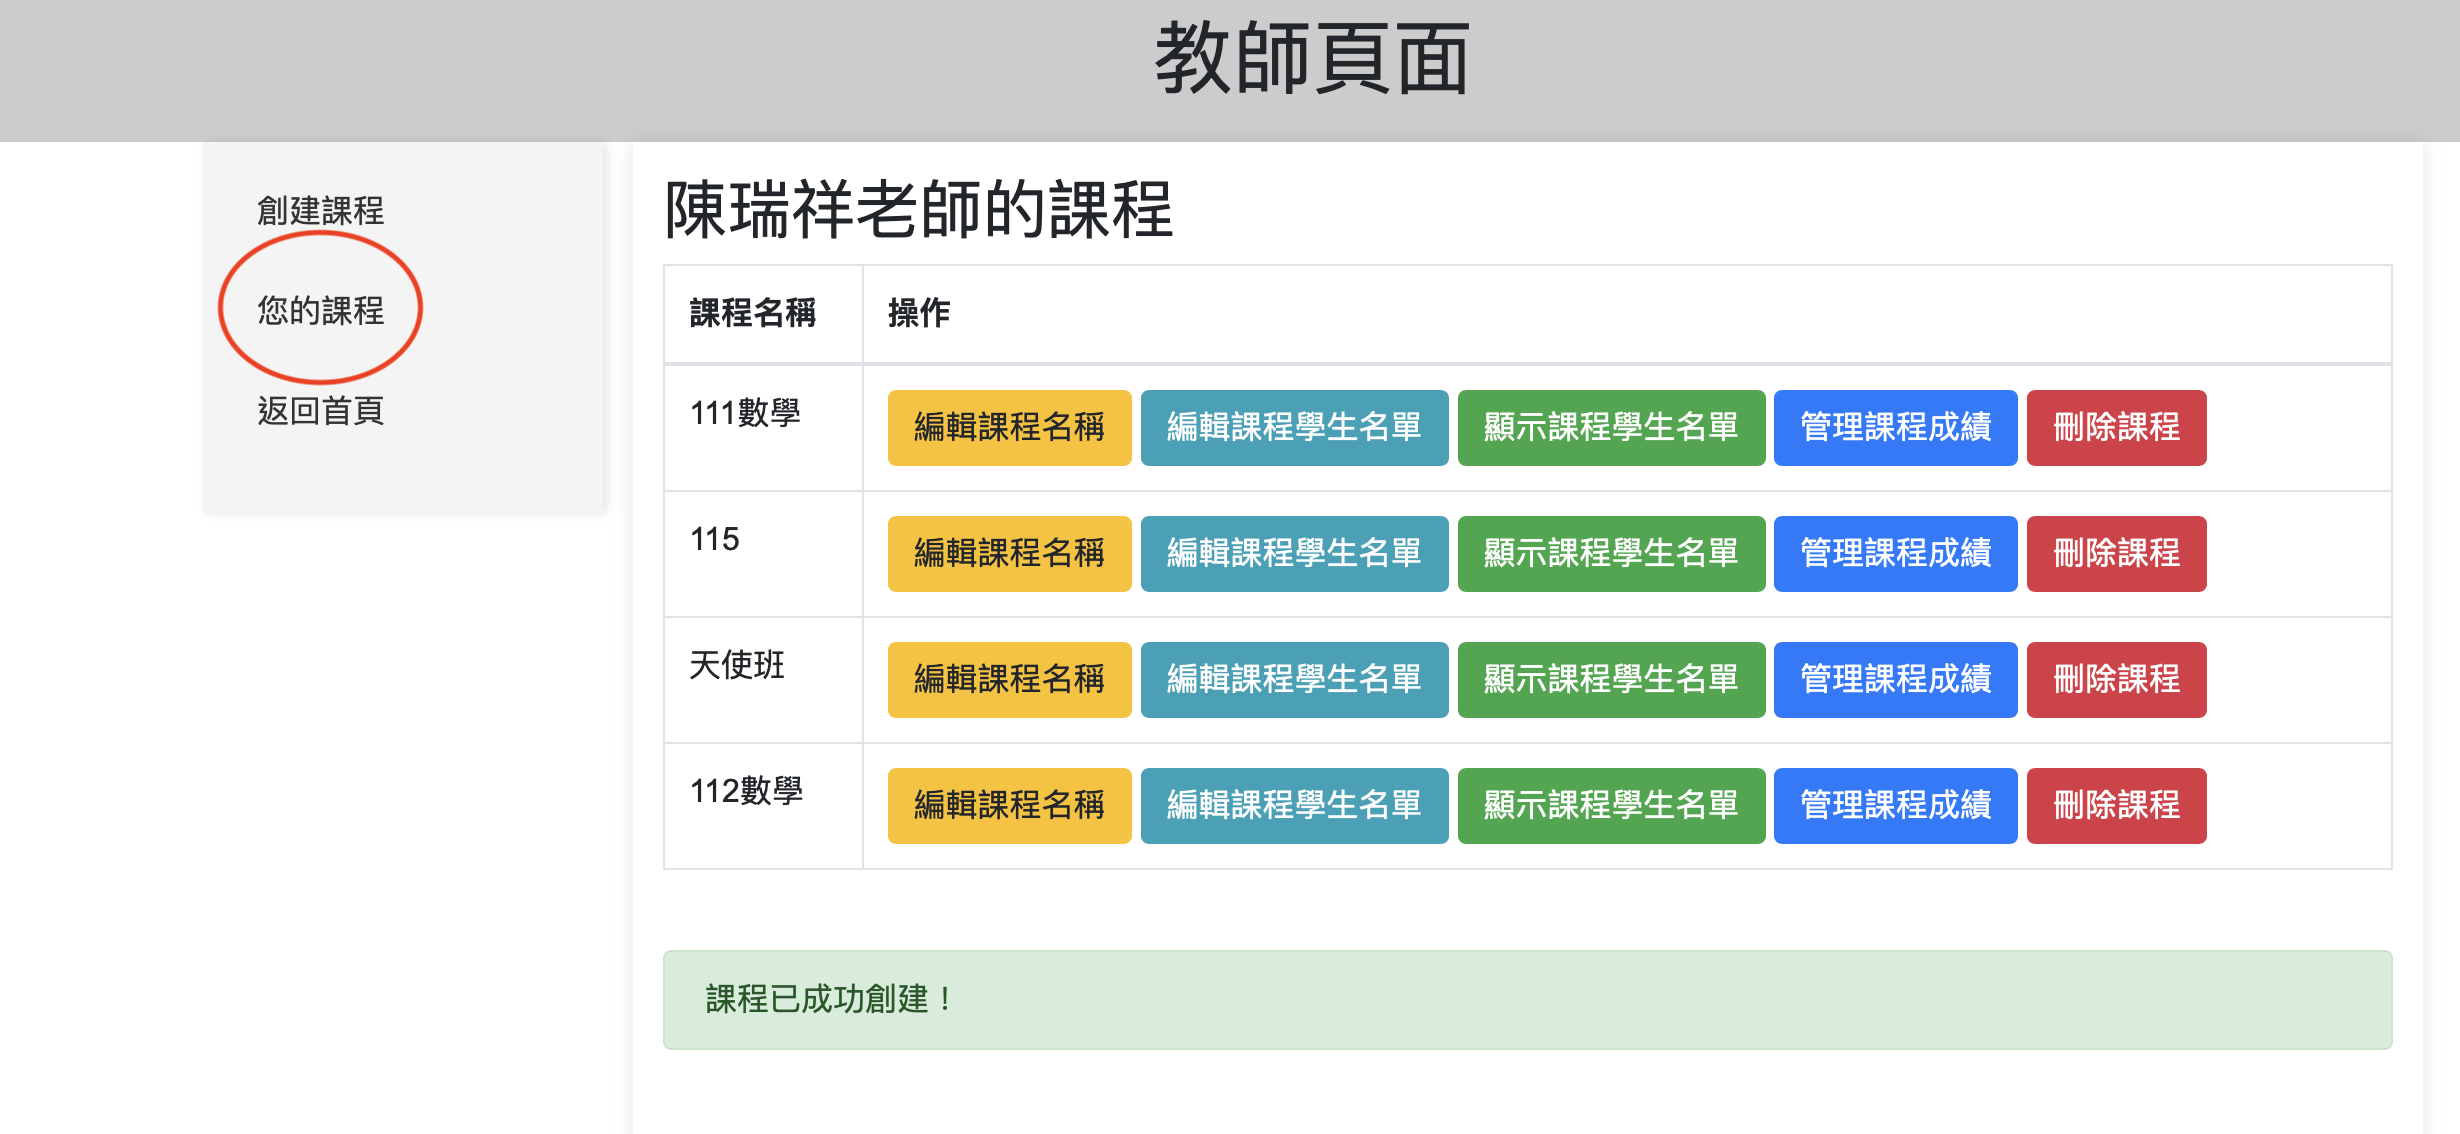 教師頁面
創建課程
您的課程
返回首頁
陳瑞祥老師的課程
課程名稱 操作
111數學 編輯課程名稱 編輯課程學生名單 顯示課程學生名單 管理課程成績 刪除課程
115 編輯課程名稱 編輯課程學生名單 顯示課程學生名單 管理課程成績 刪除課程
天使班 編輯課程名稱 編輯課程學生名單 顯示課程學生名單 管理課程成績 刪除課程
112數學 編輯課程名稱 編輯課程學生名單 顯示課程學生名單 管理課程成績 刪除課程
課程已成功創建！